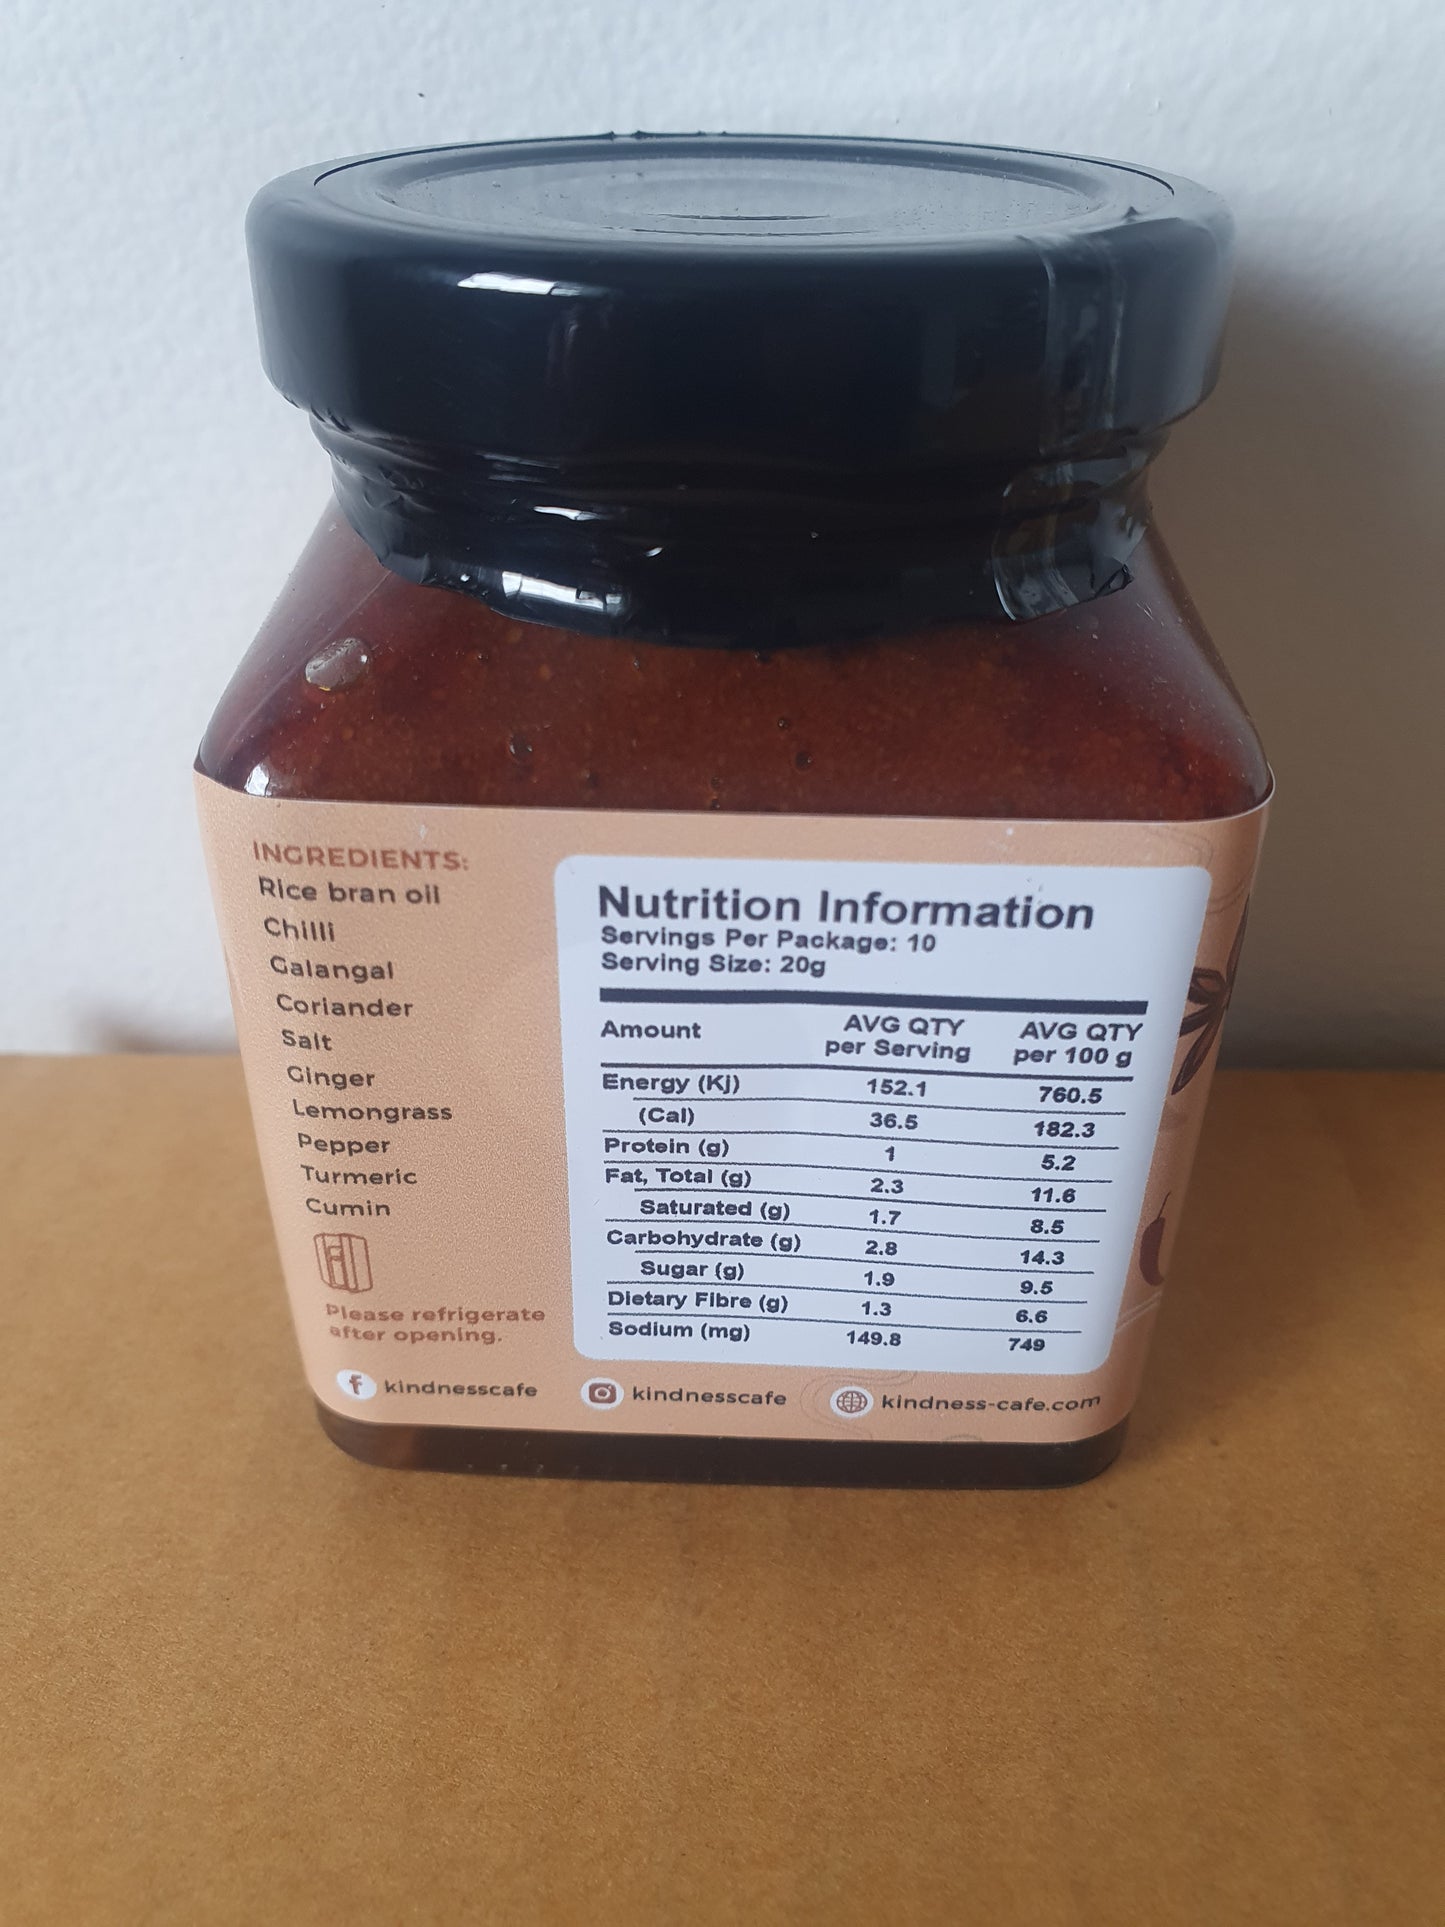 INGREDIENTS:
Rice bran oil
Chilli
Galangal
Coriander
Salt
Ginger
Lemongrass
Pepper
Turmeric
Cumin
Please refrigerate
after opening.
Nutrition Information
Servings Per Package: 10
Serving Size: 20g
Amount AVG QTY per Serving AVG QTY per 100 g
Energy (Kj) 152.1 760.5
(Cal) 36.5 182.3
Protein (g) 1 5.2
Fat, Total (g) 2.3 11.6
Saturated (g) 1.7 8.5
Carbohydrate (g) 2.8 14.3
Sugar (g) 1.9 9.5
Dietary Fibre (g) 1.3 6.6
Sodium (mg) 149.8 749
kindnesscafe kindnesscafe kindness-cafe.com